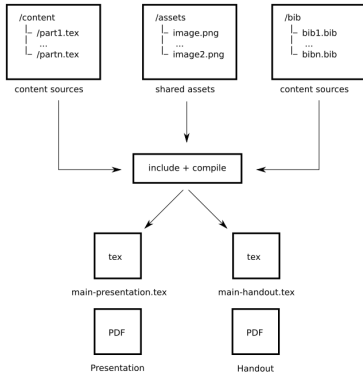 /content
/part1.tex
...
/partn.tex
content sources
/assets
image.png
...
image2.png
shared assets
/bib
bib1.bib
...
bibn.bib
content sources
include + compile
tex
main-presentation.tex
tex
main-handout.tex
PDF
Presentation
PDF
Handout